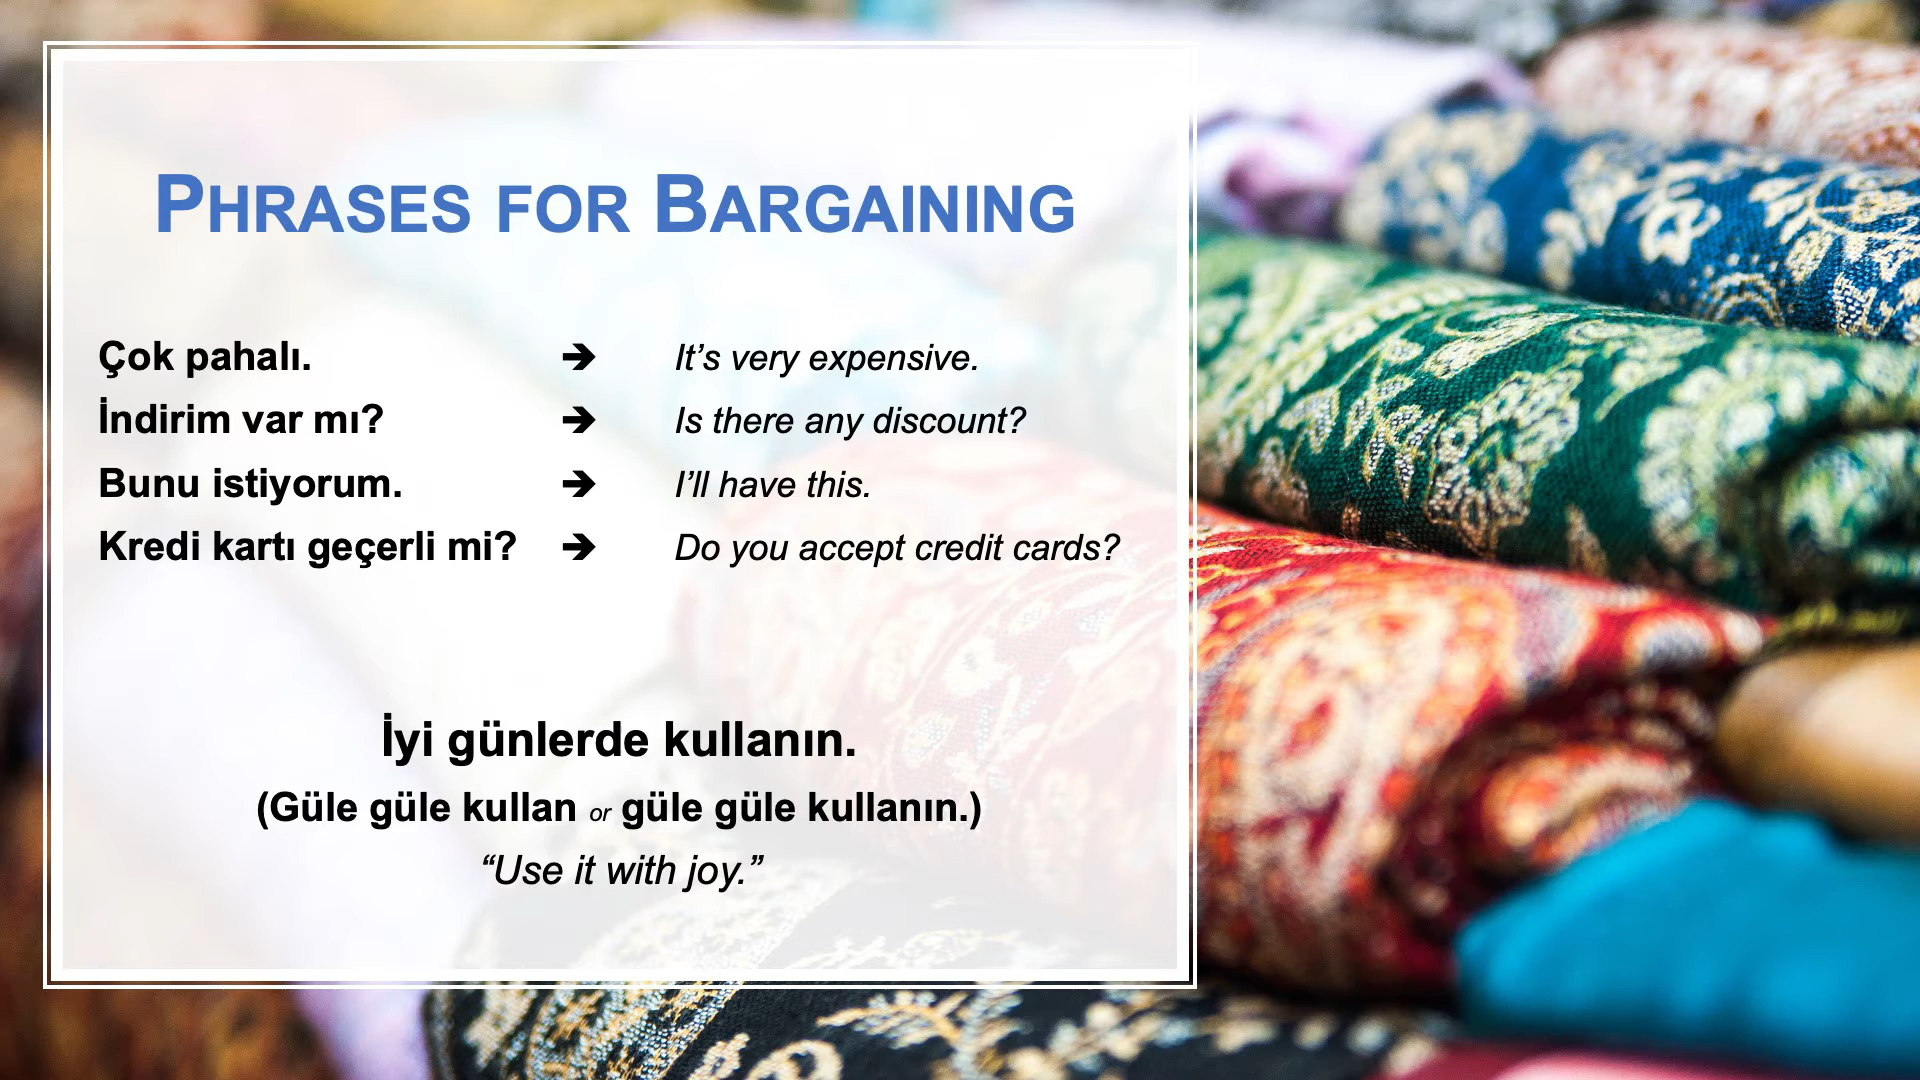 PHRASES FOR BARGAINING
Çok pahalı. ➔ It’s very expensive.
İndirim var mı? ➔ Is there any discount?
Bunu istiyorum. ➔ I’ll have this.
Kredi kartı geçerli mi? ➔ Do you accept credit cards?
İyi günlerde kullanın.
(Güle güle kullan or güle güle kullanın.)
“Use it with joy.”